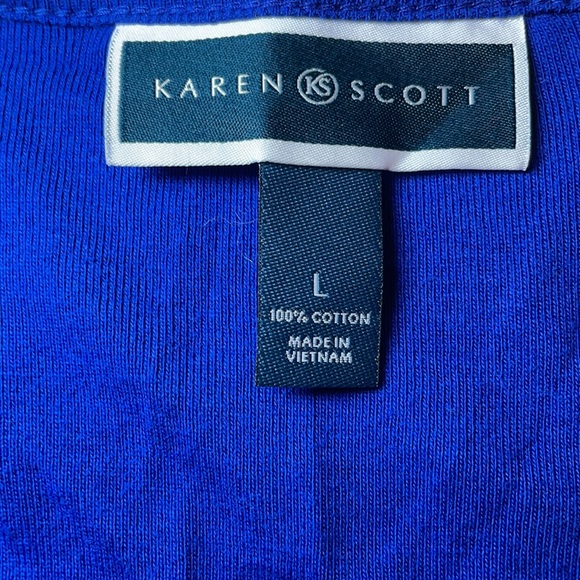 KAREN KS SCOTT
L
100% COTTON
MADE IN
VIETNAM